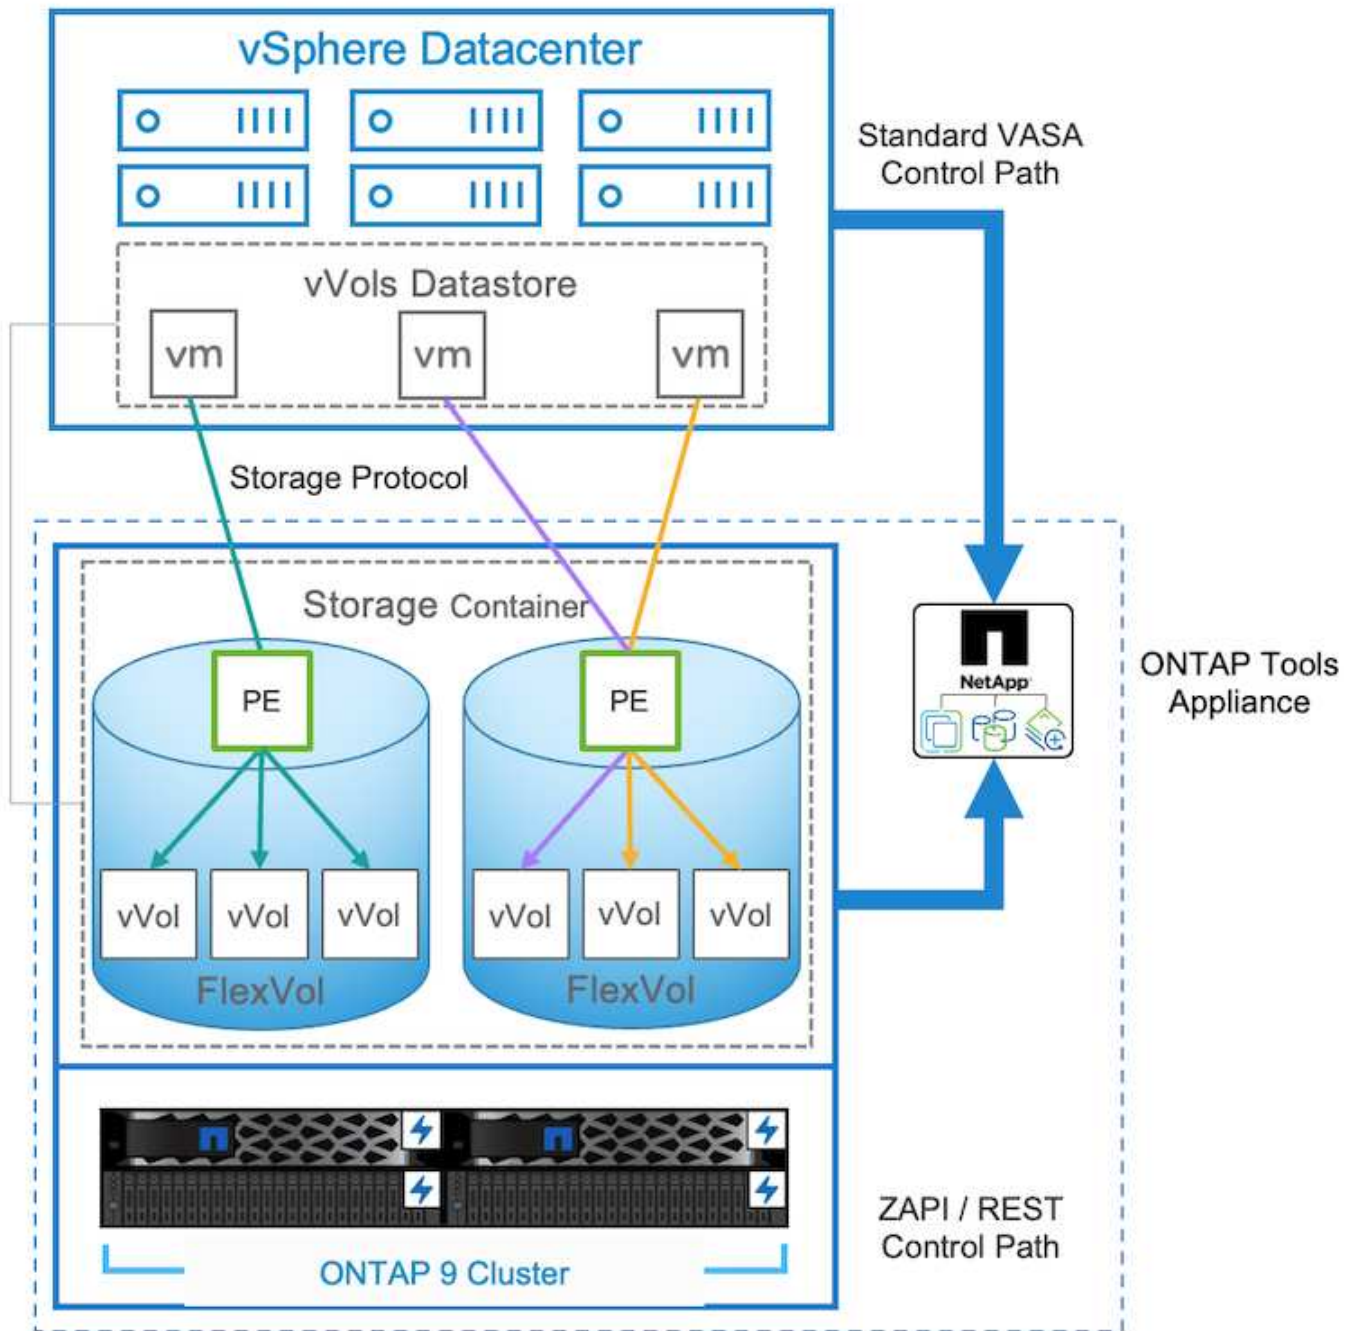 vSphere Datacenter
Standard VASA
Control Path
vVols Datastore
vm
vm
vm
Storage Protocol
Storage Container
PE
PE
NetApp
ONTAP Tools
Appliance
vVol
vVol
vVol
vVol
vVol
vVol
FlexVol
FlexVol
ZAPI / REST
Control Path
ONTAP 9 Cluster